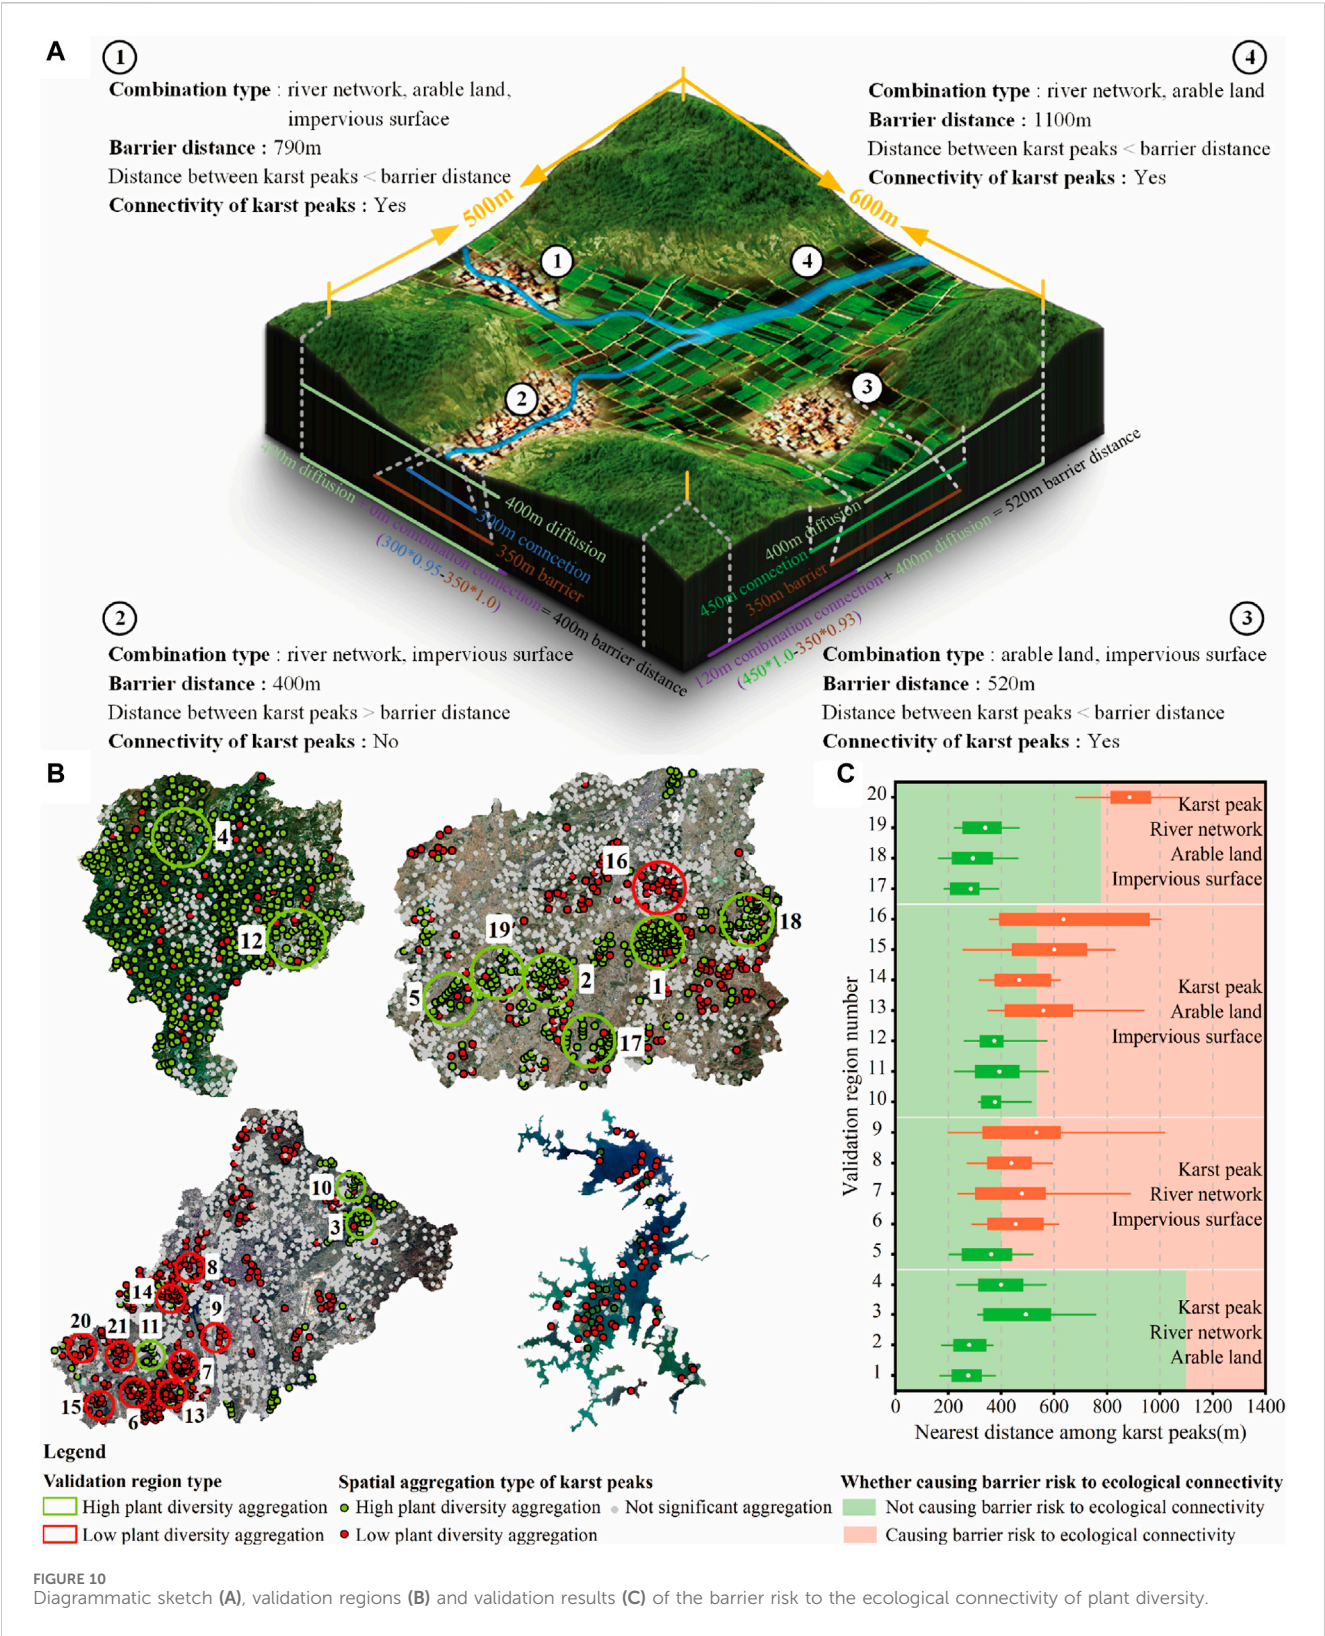 A
1
Combination type : river network, arable land,
impervious surface
Barrier distance : 790m
Distance between karst peaks < barrier distance
Connectivity of karst peaks : Yes
4
Combination type : river network, arable land
Barrier distance : 1100m
Distance between karst peaks < barrier distance
Connectivity of karst peaks : Yes
500m
600m
1
4
2
3
400m diffusion
300m conncetion
350m barrier
m diffusion
0m combination connection = 400m barrier distance
(300*0.95-350*1.0)
400m diffusion
450m conncetion
350m barrier
120m combination connection + 400m diffusion = 520m barrier distance
(450*1.0-350*0.93)
2
Combination type : river network, impervious surface
Barrier distance : 400m
Distance between karst peaks > barrier distance
Connectivity of karst peaks : No
3
Combination type : arable land, impervious surface
Barrier distance : 520m
Distance between karst peaks < barrier distance
Connectivity of karst peaks : Yes
B
4
12
16
18
19
2
1
5
17
10
3
8
14
9
20
21
11
7
15
6
13
C
Validation region number
20
19
18
17
16
15
14
13
12
11
10
9
8
7
6
5
4
3
2
1
Karst peak
River network
Arable land
Impervious surface
Karst peak
Arable land
Impervious surface
Karst peak
River network
Impervious surface
Karst peak
River network
Arable land
0 200 400 600 800 1000 1200 1400
Nearest distance among karst peaks(m)
Legend
Validation region type
High plant diversity aggregation
Low plant diversity aggregation
Spatial aggregation type of karst peaks
High plant diversity aggregation
Not significant aggregation
Low plant diversity aggregation
Whether causing barrier risk to ecological connectivity
Not causing barrier risk to ecological connectivity
Causing barrier risk to ecological connectivity
FIGURE 10
Diagrammatic sketch (A), validation regions (B) and validation results (C) of the barrier risk to the ecological connectivity of plant diversity.